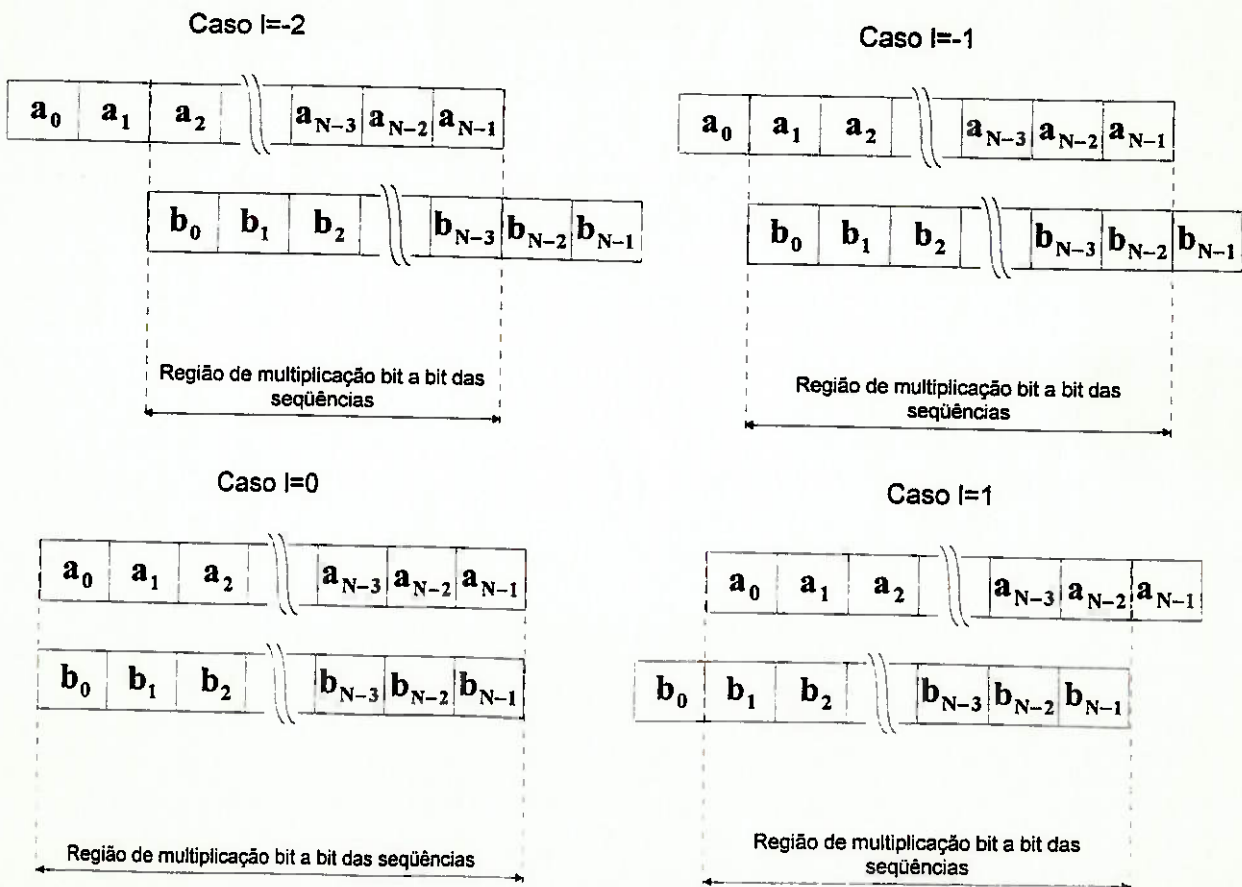 Caso l=-2
a0 a1 a2 aN-3 aN-2 aN-1
b0 b1 b2 bN-3 bN-2 bN-1
Região de multiplicação bit a bit das
seqüências
Caso l=-1
a0 a1 a2 aN-3 aN-2 aN-1
b0 b1 b2 bN-3 bN-2 bN-1
Região de multiplicação bit a bit das
seqüências
Caso l=0
a0 a1 a2 aN-3 aN-2 aN-1
b0 b1 b2 bN-3 bN-2 bN-1
Região de multiplicação bit a bit das seqüências
Caso l=1
a0 a1 a2 aN-3 aN-2 aN-1
b0 b1 b2 bN-3 bN-2 bN-1
Região de multiplicação bit a bit das
seqüências